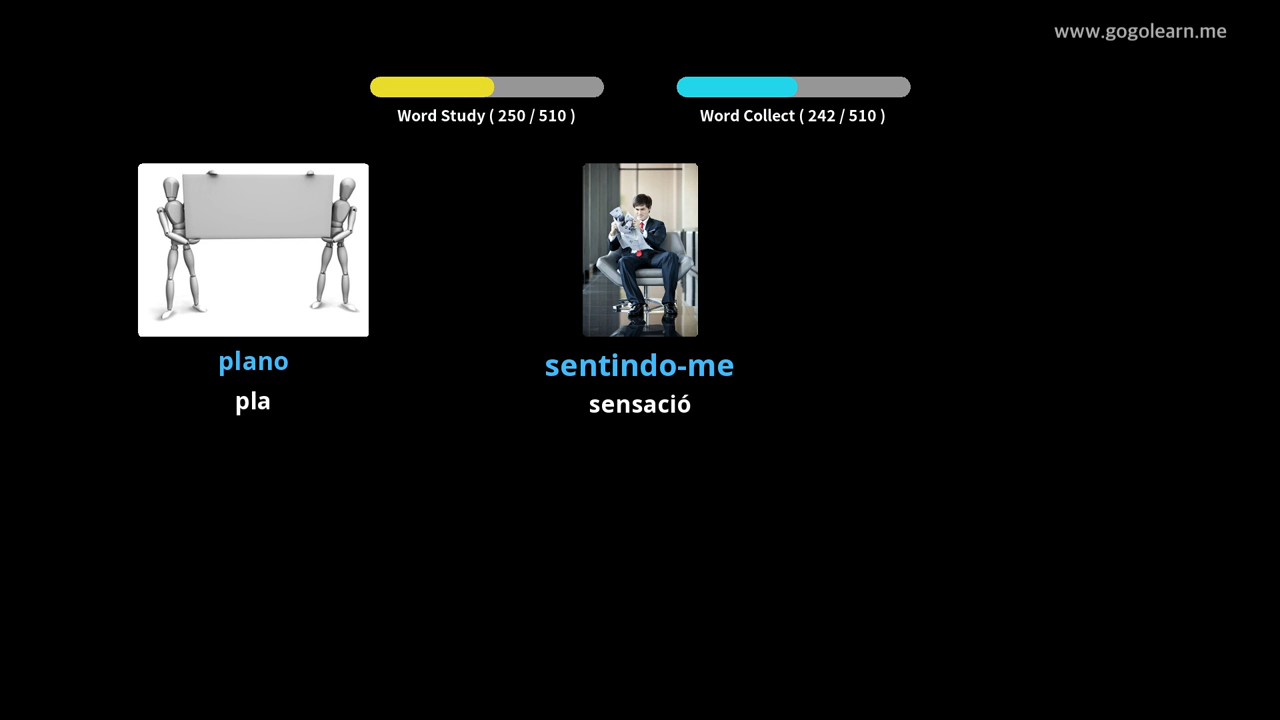 www.gogolearn.me
Word Study ( 250 / 510 )
Word Collect ( 242 / 510 )
plano
pla
sentindo-me
sensació